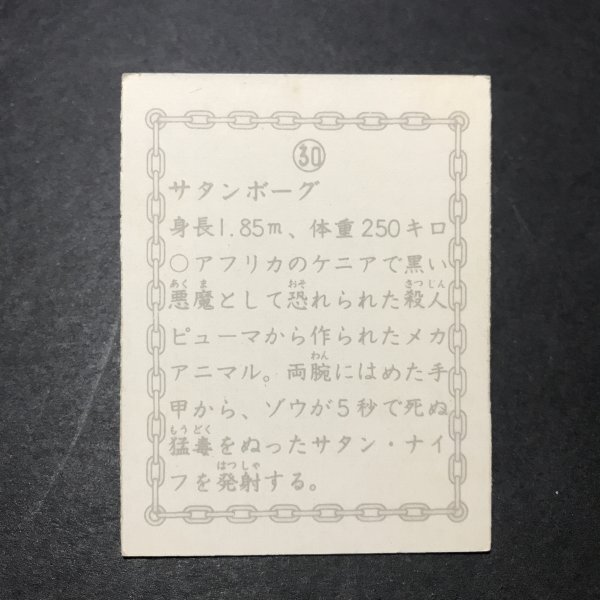 30
サタンボーグ
身長1.85m、体重250キロ
○アフリカのケニアで黒い
悪魔として恐れられた殺人
ピューマから作られたメカ
アニマル。両腕にはめた手
甲から、ゾウが5秒で死ぬ
猛毒をぬったサタン・ナイ
フを発射する。